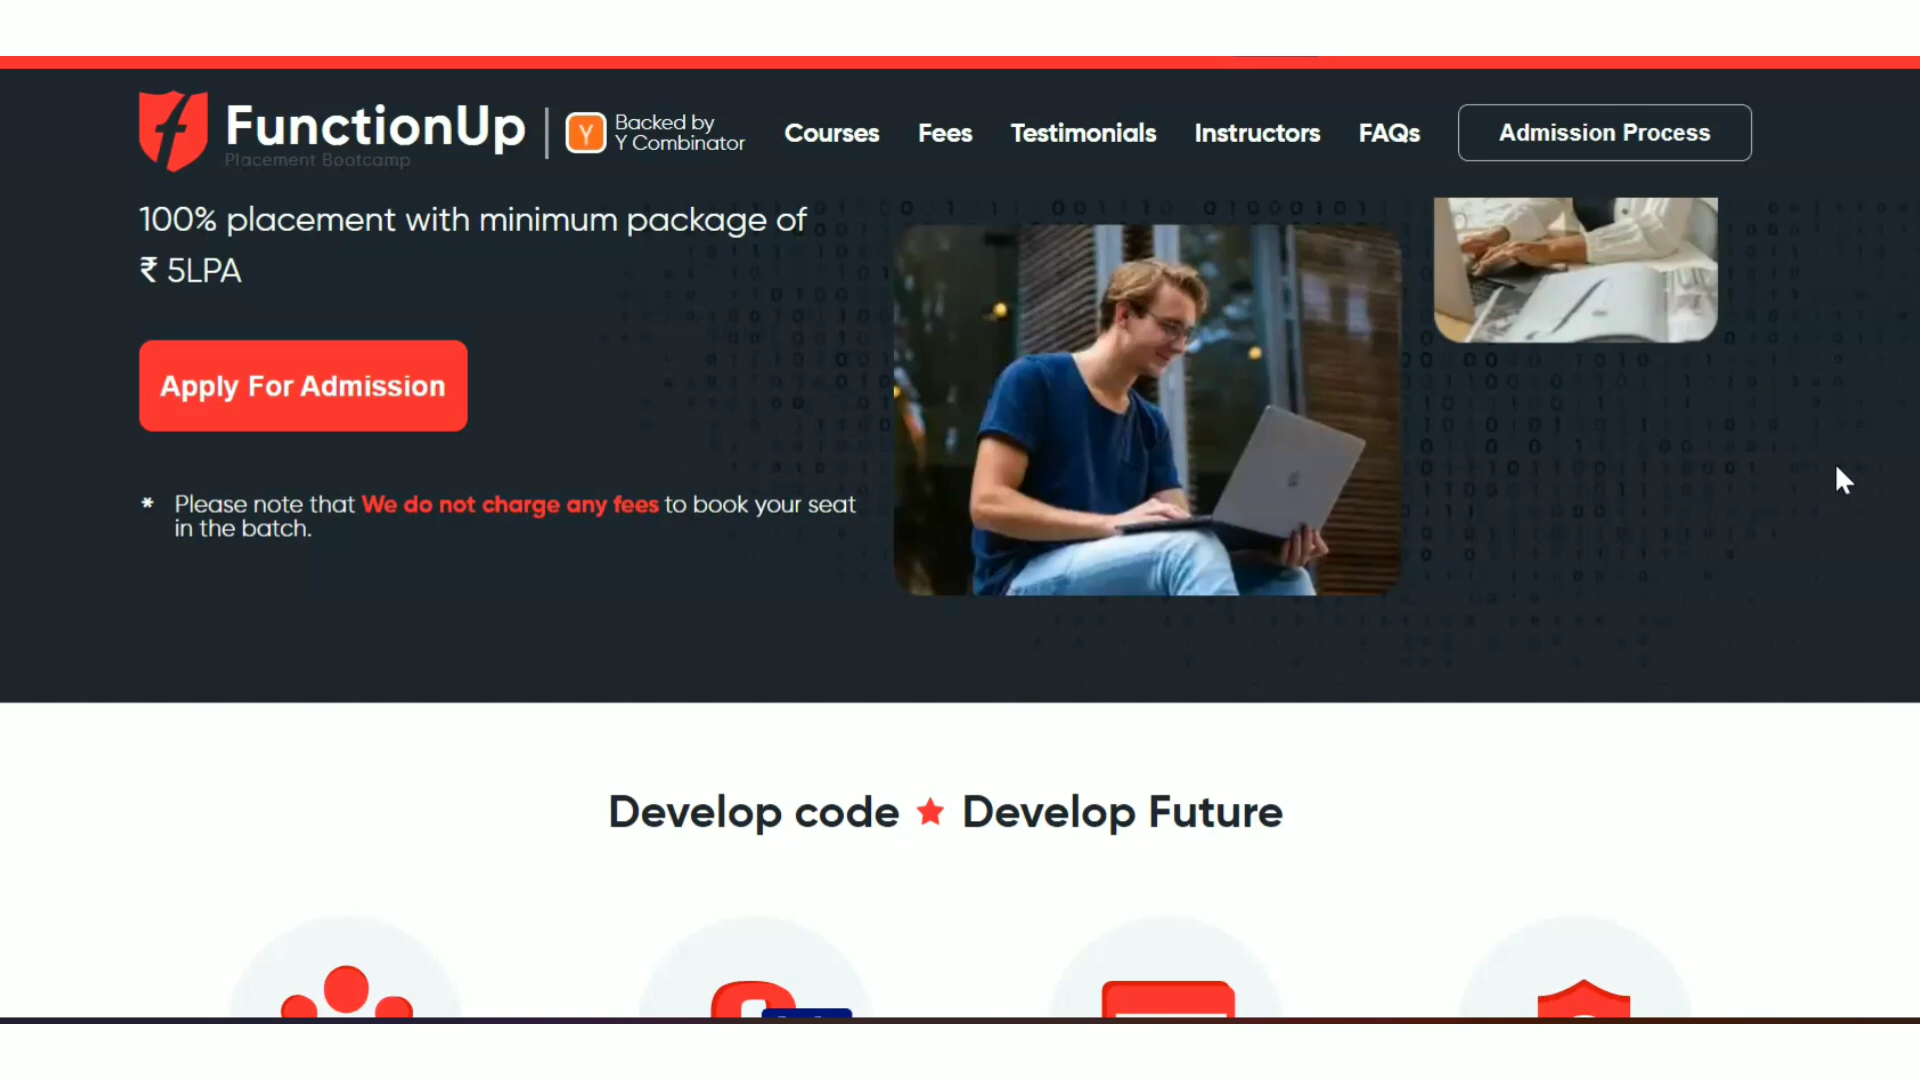 FunctionUp
Placement Bootcamp
Y
Backed by
Y Combinator
Courses
Fees
Testimonials
Instructors
FAQs
Admission Process
100% placement with minimum package of
₹ 5LPA
Apply For Admission
* Please note that We do not charge any fees to book your seat
in the batch.
Develop code ★ Develop Future